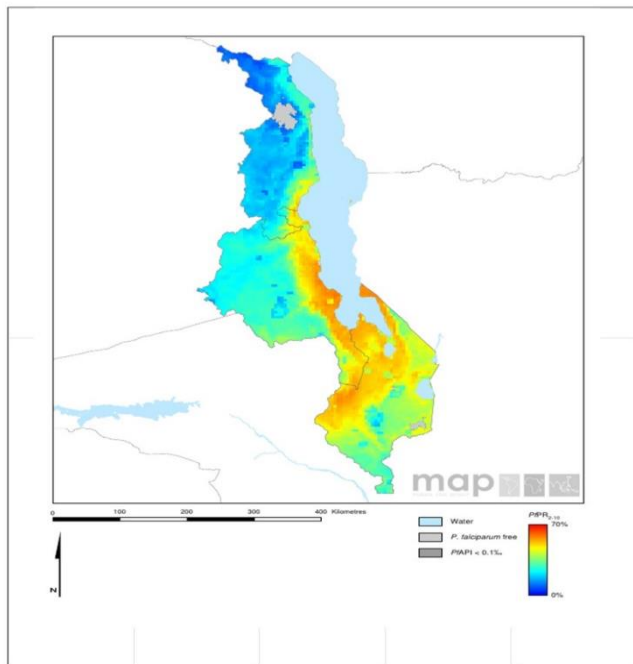 map
0 100 200 300 400 Kilometres
Water
P. falciparum free
PfAPI < 0.1‰
PfPR2-10
70%
0%
N